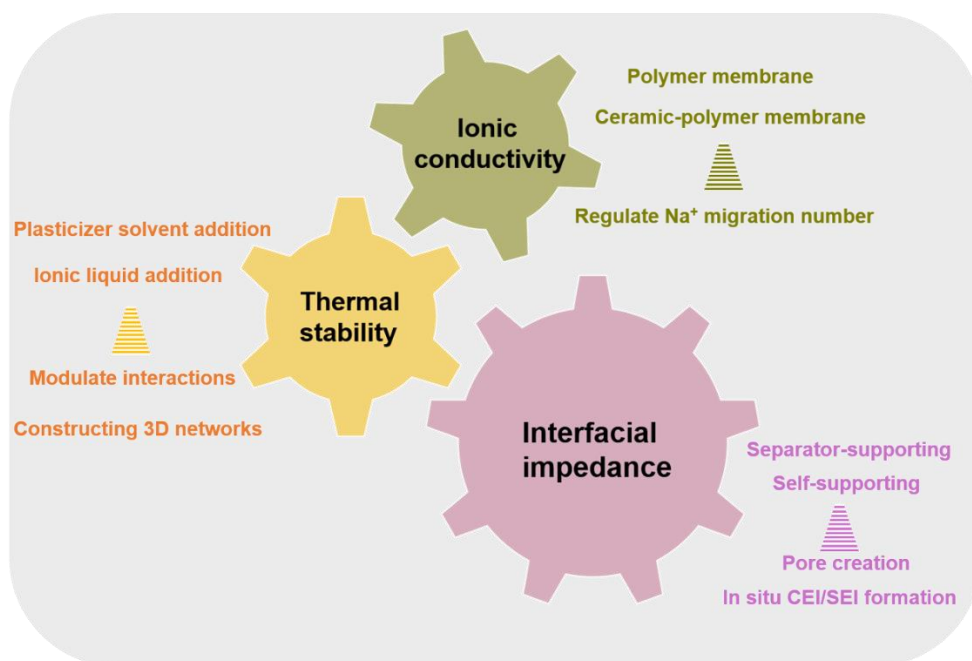 Ionic
conductivity
Polymer membrane
Ceramic-polymer membrane
Regulate Na⁺ migration number
Plasticizer solvent addition
Ionic liquid addition
Modulate interactions
Constructing 3D networks
Thermal
stability
Interfacial
impedance
Separator-supporting
Self-supporting
Pore creation
In situ CEI/SEI formation